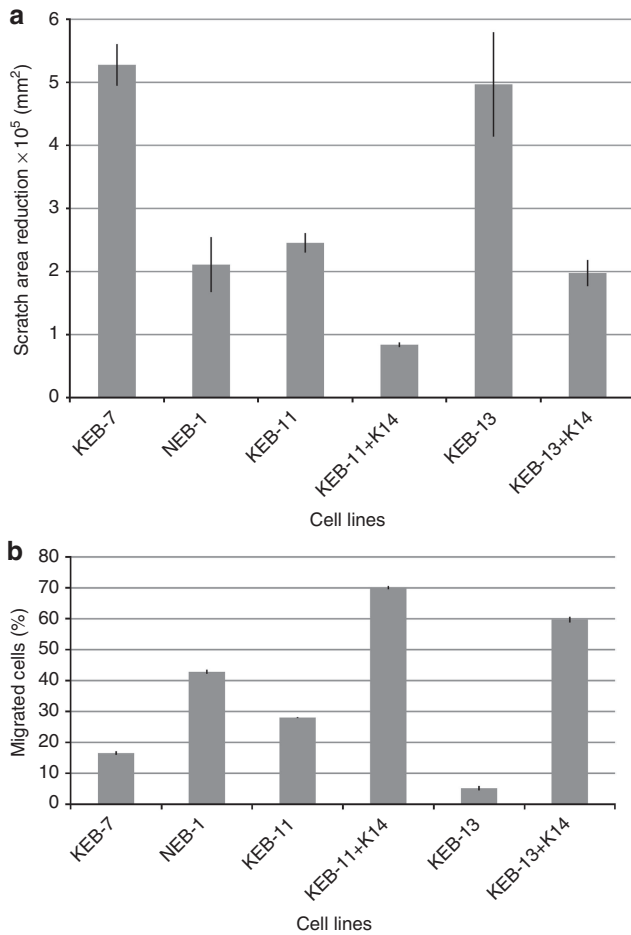 a
Scratch area reduction × 10⁵ (mm²)
6
5
4
3
2
1
0
KEB-7
NEB-1
KEB-11
KEB-11+K14
KEB-13
KEB-13+K14
Cell lines
b
Migrated cells (%)
80
70
60
50
40
30
20
10
0
KEB-7
NEB-1
KEB-11
KEB-11+K14
KEB-13
KEB-13+K14
Cell lines